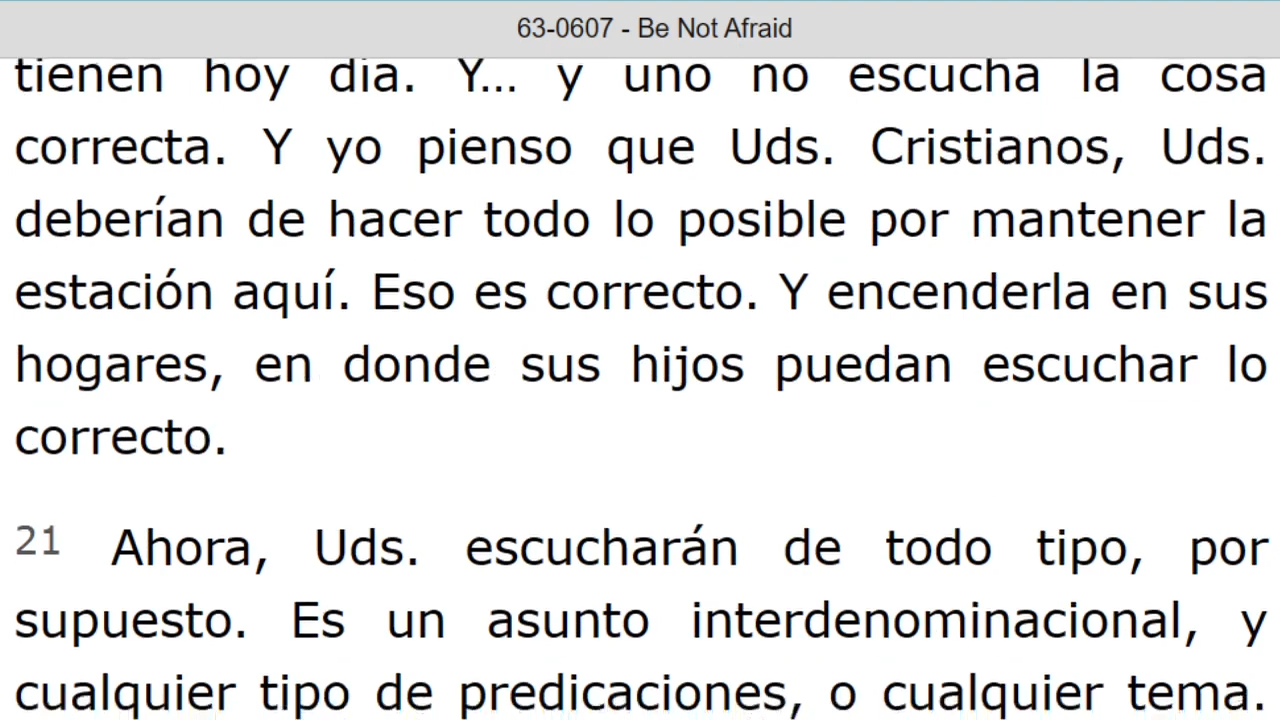 63-0607 - Be Not Afraid
tienen hoy día. Y... y uno no escucha la cosa
correcta. Y yo pienso que Uds. Cristianos, Uds.
deberían de hacer todo lo posible por mantener la
estación aquí. Eso es correcto. Y encenderla en sus
hogares, en donde sus hijos puedan escuchar lo
correcto.
21 Ahora, Uds. escucharán de todo tipo, por
supuesto. Es un asunto interdenominacional, y
cualquier tipo de predicaciones, o cualquier tema.